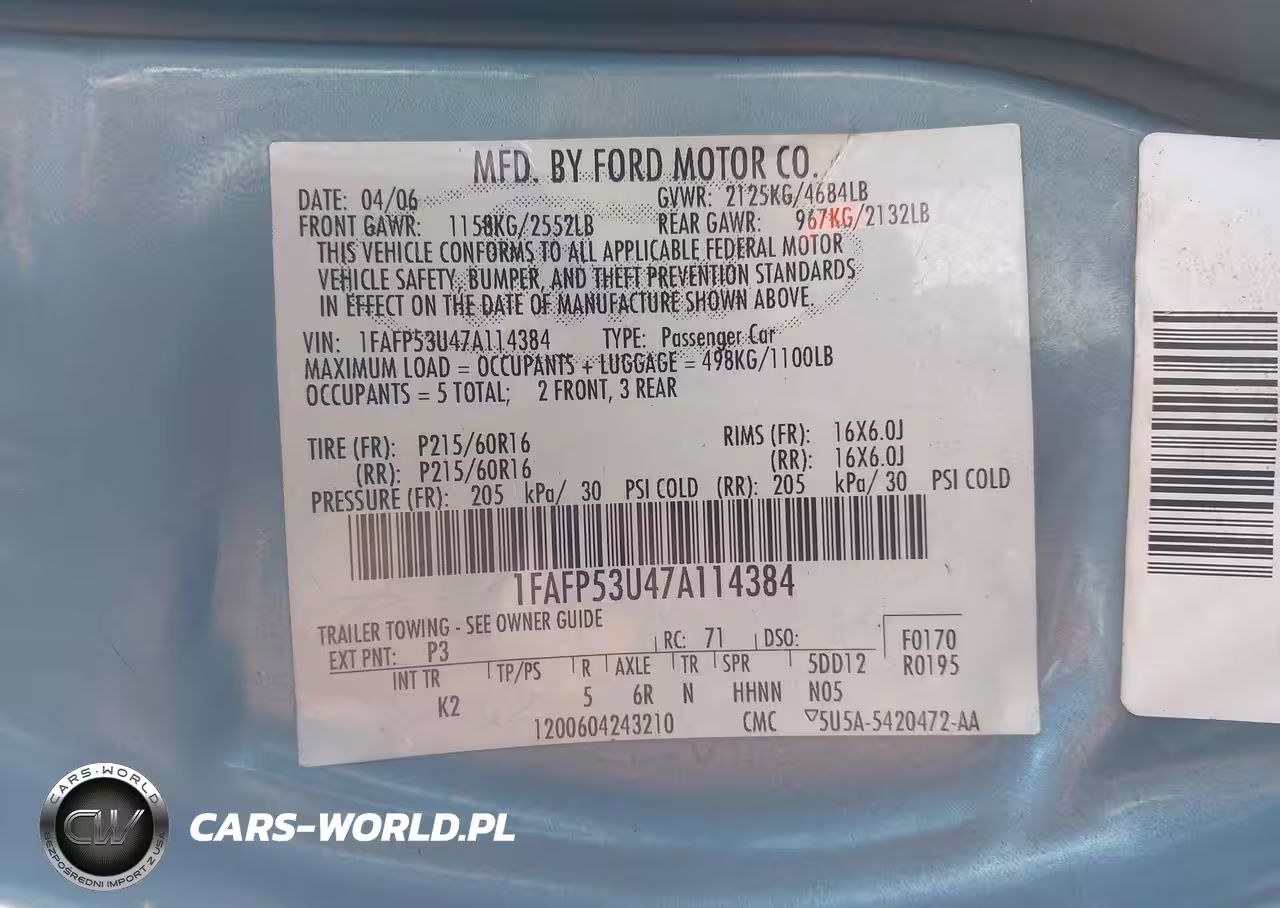 MFD. BY FORD MOTOR CO.
DATE: 04/06 GVWR: 2125KG/4684LB
FRONT GAWR: 1158KG/2552LB REAR GAWR: 967KG/2132LB
THIS VEHICLE CONFORMS TO ALL APPLICABLE FEDERAL MOTOR
VEHICLE SAFETY, BUMPER, AND THEFT PREVENTION STANDARDS
IN EFFECT ON THE DATE OF MANUFACTURE SHOWN ABOVE.
VIN: 1FAFP53U47A114384 TYPE: Passenger Car
MAXIMUM LOAD = OCCUPANTS + LUGGAGE = 498KG/1100LB
OCCUPANTS = 5 TOTAL; 2 FRONT, 3 REAR
TIRE (FR): P215/60R16 RIMS (FR): 16X6.0J
(RR): P215/60R16 (RR): 16X6.0J
PRESSURE (FR): 205 kPa/ 30 PSI COLD (RR): 205 kPa/ 30 PSI COLD
1FAFP53U47A114384
TRAILER TOWING - SEE OWNER GUIDE
EXT PNT: P3 RC: 71 DSO: F0170
INT TR TP/PS R AXLE TR SPR 5DD12 R0195
K2 5 6R N HHNN N05
1200604243210 CMC ▽5U5A-5420472-AA
CARS-WORLD
CW
BEZPOŚREDNI IMPORT Z USA
CARS-WORLD.PL